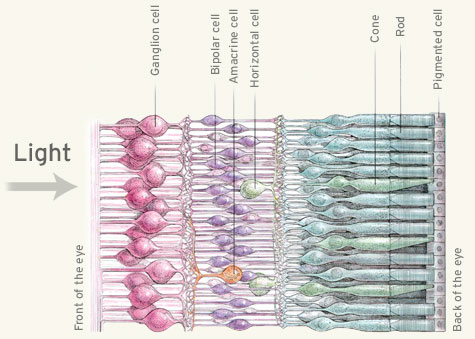 Ganglion cell
Bipolar cell
Amacrine cell
Horizontal cell
Cone
Rod
Pigmented cell
Light
Front of the eye
Back of the eye